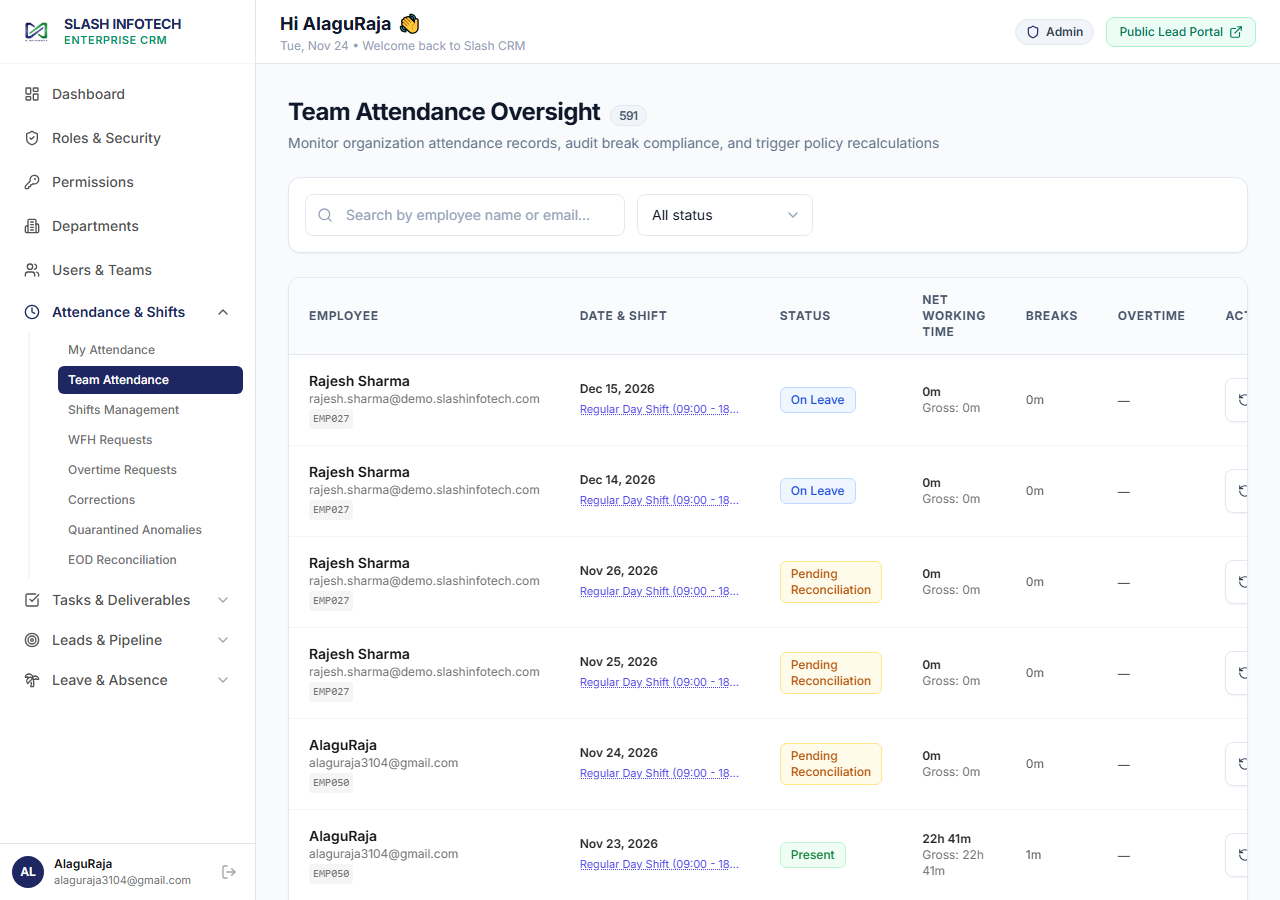 SLASH INFOTECH
ENTERPRISE CRM
Hi AlaguRaja 👋
Tue, Nov 24 • Welcome back to Slash CRM
Admin
Public Lead Portal
Dashboard
Roles & Security
Permissions
Departments
Users & Teams
Attendance & Shifts
My Attendance
Team Attendance
Shifts Management
WFH Requests
Overtime Requests
Corrections
Quarantined Anomalies
EOD Reconciliation
Tasks & Deliverables
Leads & Pipeline
Leave & Absence
AL
AlaguRaja
alaguraja3104@gmail.com
Team Attendance Oversight 591
Monitor organization attendance records, audit break compliance, and trigger policy recalculations
Search by employee name or email...
All status
EMPLOYEE DATE & SHIFT STATUS NET WORKING TIME BREAKS OVERTIME
Rajesh Sharma
rajesh.sharma@demo.slashinfotech.com
EMP027
Dec 15, 2026
Regular Day Shift (09:00 - 18...
On Leave
0m
Gross: 0m
0m
—
Rajesh Sharma
rajesh.sharma@demo.slashinfotech.com
EMP027
Dec 14, 2026
Regular Day Shift (09:00 - 18...
On Leave
0m
Gross: 0m
0m
—
Rajesh Sharma
rajesh.sharma@demo.slashinfotech.com
EMP027
Nov 26, 2026
Regular Day Shift (09:00 - 18...
Pending
Reconciliation
0m
Gross: 0m
0m
—
Rajesh Sharma
rajesh.sharma@demo.slashinfotech.com
EMP027
Nov 25, 2026
Regular Day Shift (09:00 - 18...
Pending
Reconciliation
0m
Gross: 0m
0m
—
AlaguRaja
alaguraja3104@gmail.com
EMP050
Nov 24, 2026
Regular Day Shift (09:00 - 18...
Pending
Reconciliation
0m
Gross: 0m
0m
—
AlaguRaja
alaguraja3104@gmail.com
EMP050
Nov 23, 2026
Regular Day Shift (09:00 - 18...
Present
22h 41m
Gross: 22h
41m
1m
—